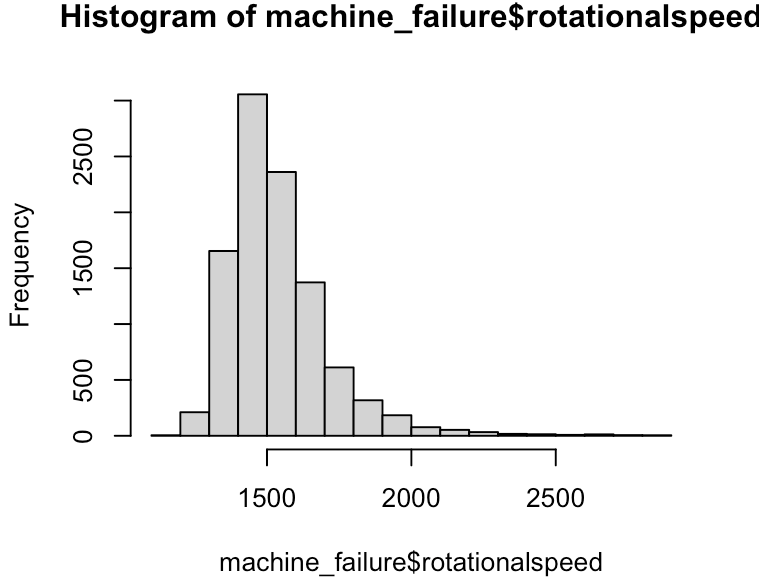 Histogram of machine_failure$rotationalspeed
Frequency
2500
1500
500
0
1500 2000 2500
machine_failure$rotationalspeed